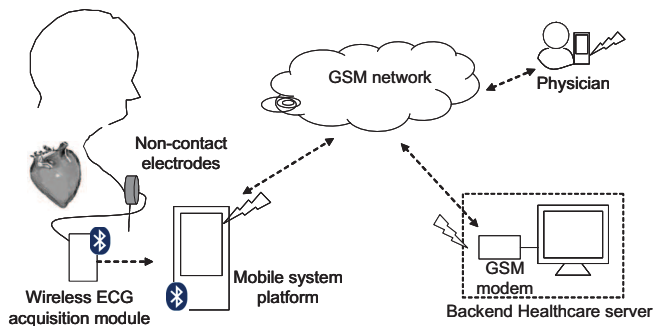 GSM network
Physician
Non-contact
electrodes
Mobile system
platform
GSM
modem
Wireless ECG
acquisition module
Backend Healthcare server